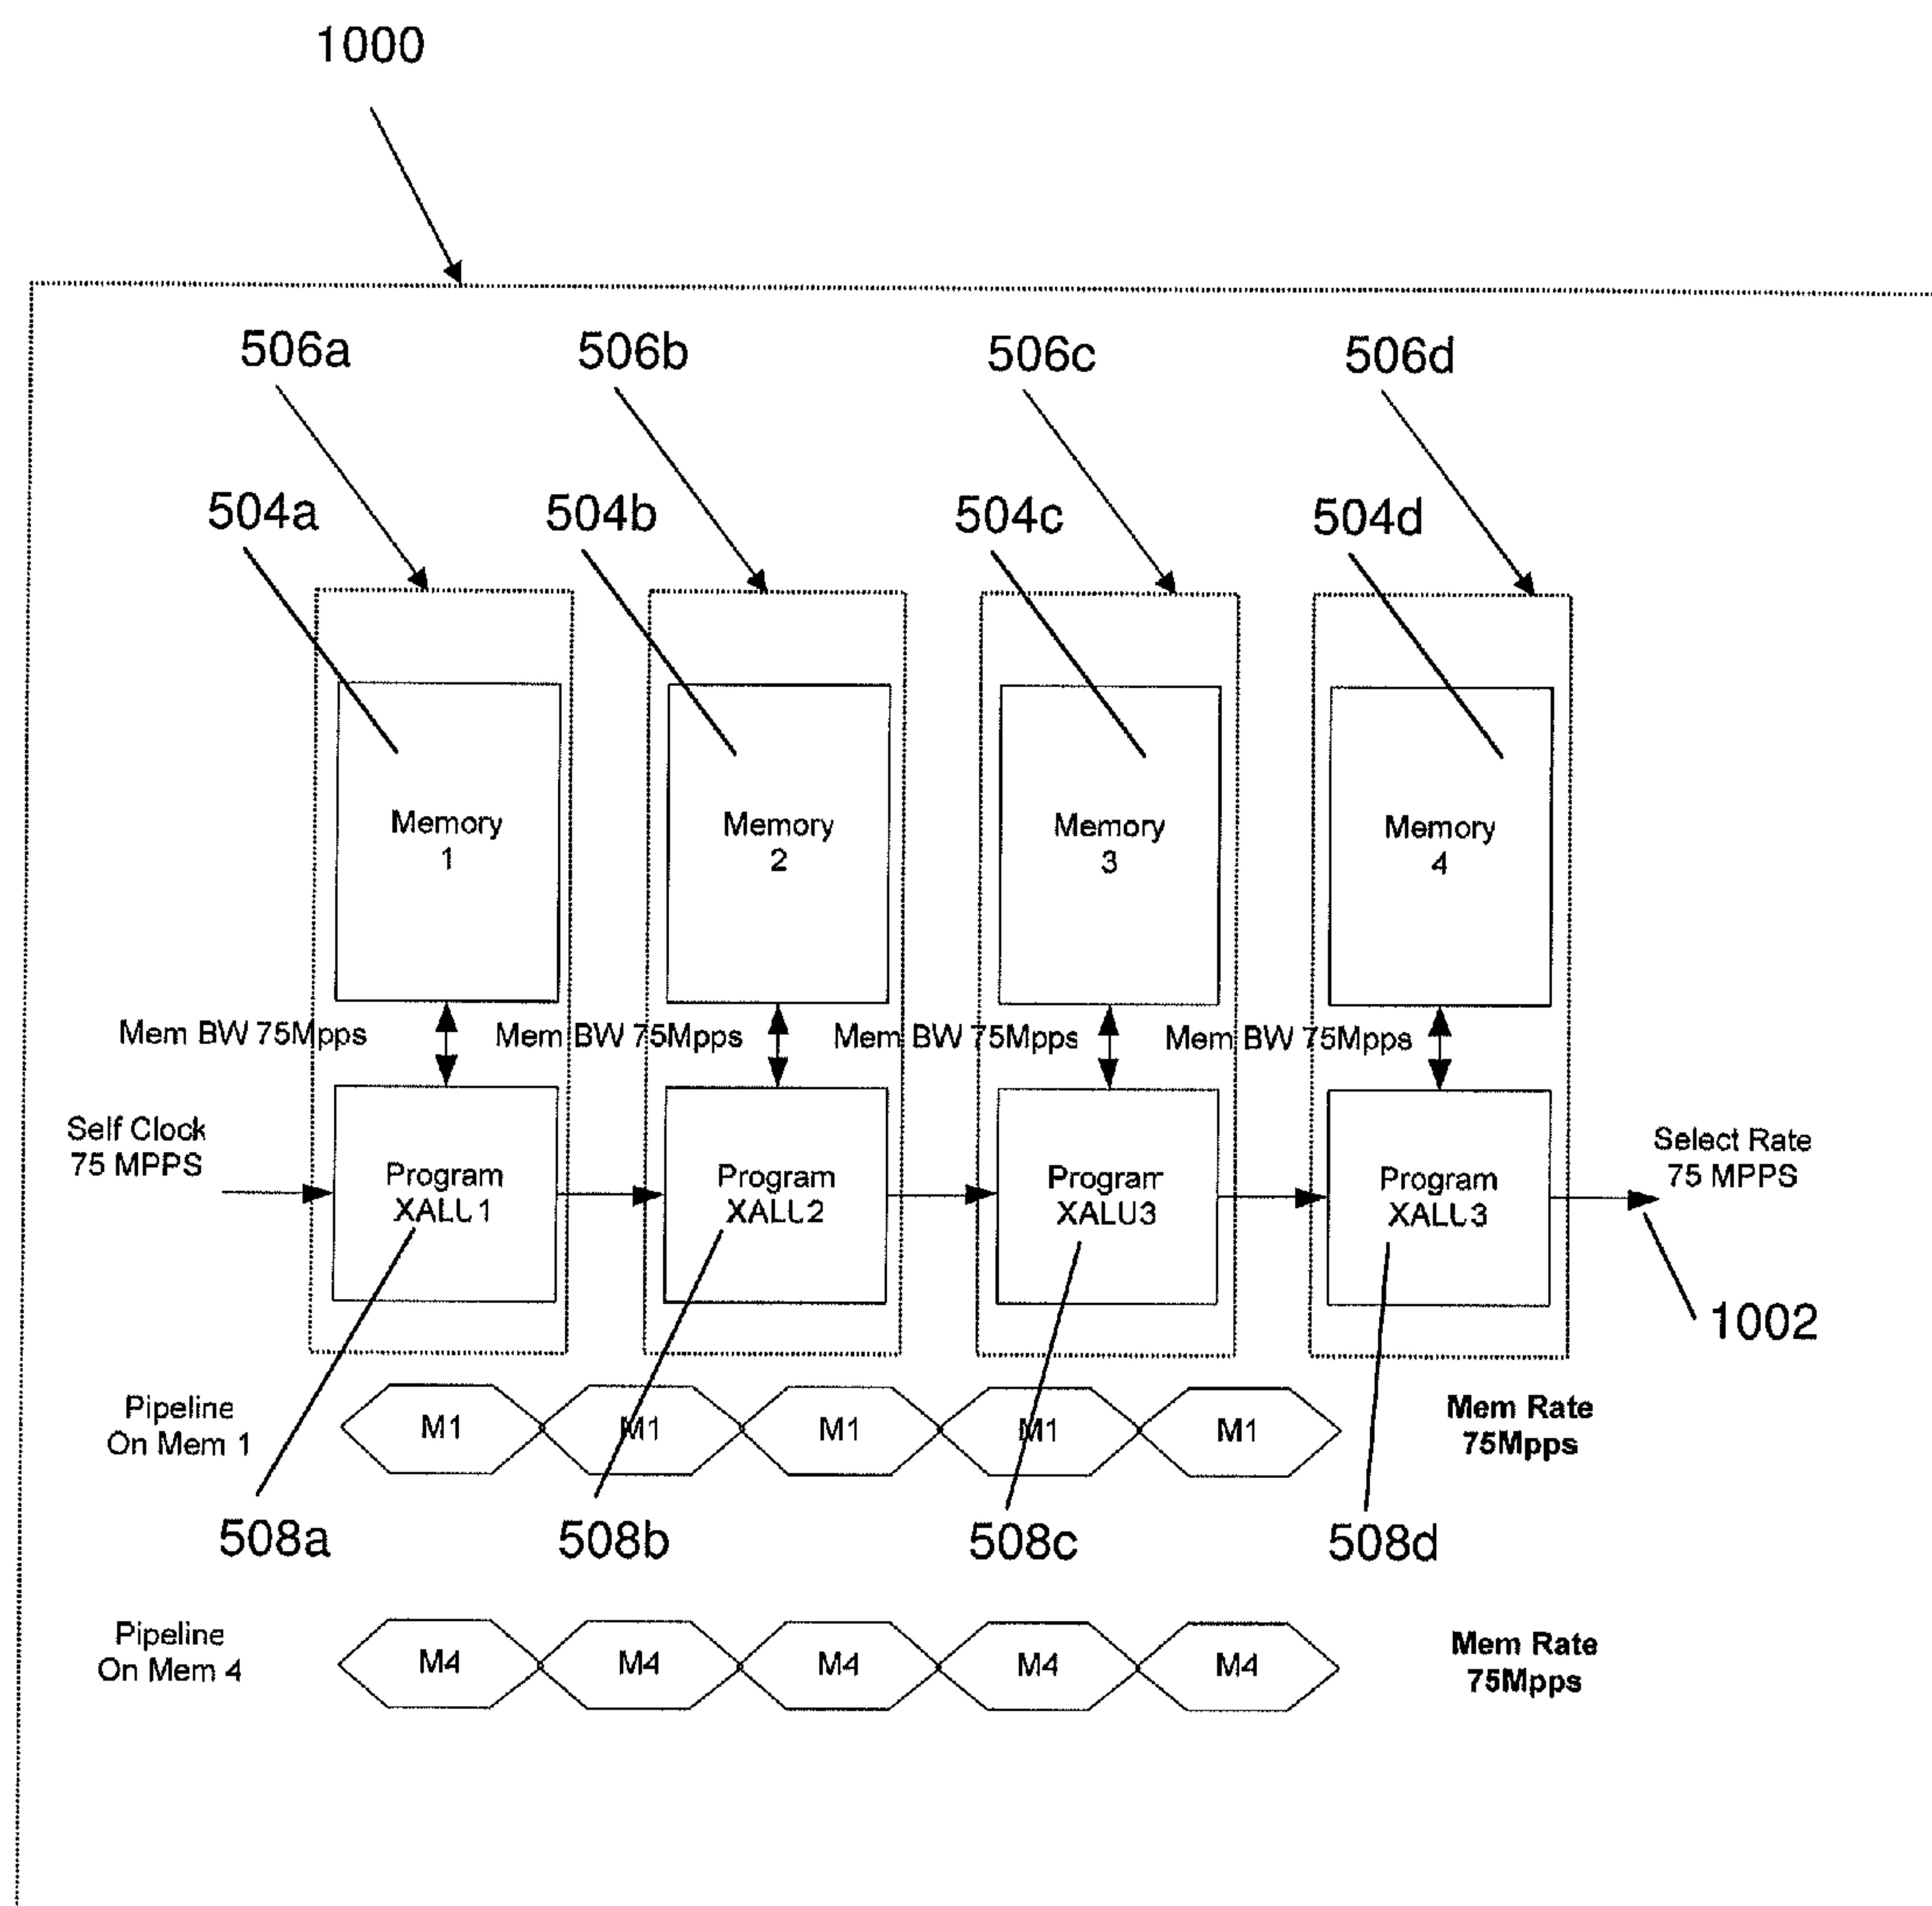 1000
506a
506b
506c
506d
504a
504b
504c
504d
Memory
1
Memory
2
Memory
3
Memory
4
Mem BW 75Mpps
Mem BW 75Mpps
Mem BW 75Mpps
Mem BW 75Mpps
Self Clock
75 MPPS
Program
XALU1
Program
XALU2
Program
XALU3
Program
XALU3
Select Rate
75 MPPS
1002
Pipeline
On Mem 1
M1
M1
M1
M1
M1
Mem Rate
75Mpps
508a
508b
508c
508d
Pipeline
On Mem 4
M4
M4
M4
M4
M4
Mem Rate
75Mpps